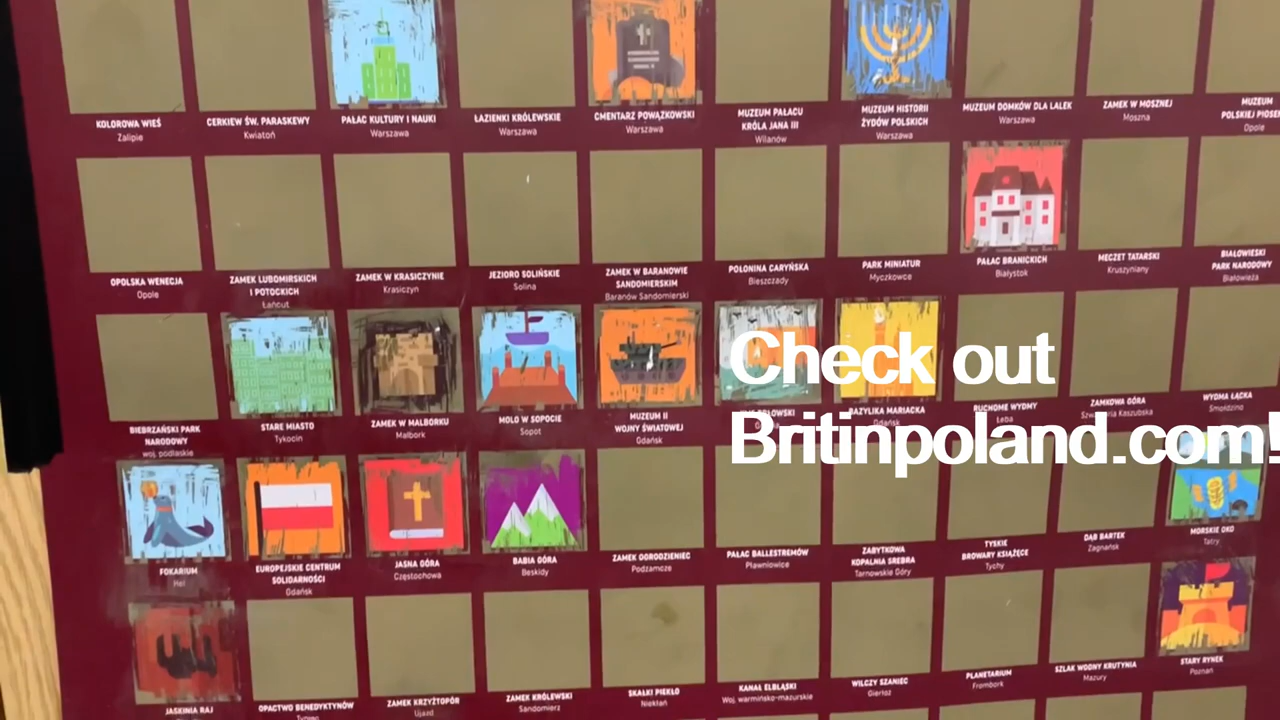 KOLOROWA WIEŚ
Zalipie
CERKIEW ŚW. PARASKEWY
Kwiatoń
PAŁAC KULTURY I NAUKI
Warszawa
ŁAZIENKI KRÓLEWSKIE
Warszawa
CMENTARZ POWĄZKOWSKI
Warszawa
MUZEUM PAŁACU
KRÓLA JANA III
Wilanów
MUZEUM HISTORII
ŻYDÓW POLSKICH
Warszawa
MUZEUM DOMKÓW DLA LALEK
Warszawa
ZAMEK W MOSZNEJ
Moszna
MUZEUM
POLSKIEJ
Opole
OPOLSKA WENECJA
Opole
ZAMEK LUBOMIRSKICH
I POTOCKICH
Łańcut
ZAMEK W KRASICZYNIE
Krasiczyn
JEZIORO SOLIŃSKIE
Solina
ZAMEK W BARANOWIE
SANDOMIERSKIM
Baranów Sandomierski
POŁONINA CARYŃSKA
Bieszczady
PARK MINIATUR
Myczkowce
PAŁAC BRANICKICH
Białystok
MECZET TATARSKI
Kruszyniany
BIAŁOWIESKI
PARK NARODOWY
Białowieża
BIEBRZAŃSKI PARK
NARODOWY
woj. podlaskie
STARE MIASTO
Tykocin
ZAMEK W MALBORKU
Malbork
MOLO W SOPOCIE
Sopot
MUZEUM II
WOJNY ŚWIATOWEJ
Gdańsk
BAZYLIKA MARIACKA
Gdańsk
RUCHOME WYDMY
Łeba
ZAMKOWA GÓRA
Kaszubska
WYDMA ŁĄCKA
Smołdzino
Check out
Britinpoland.com!
FOKARIUM
Hel
EUROPEJSKIE CENTRUM
SOLIDARNOŚCI
Gdańsk
JASNA GÓRA
Częstochowa
BABIA GÓRA
Beskidy
ZAMEK OGRODZIENIEC
Podzamcze
PAŁAC BALLESTREMÓW
Pławniowice
ZABYTKOWA
KOPALNIA SREBRA
Tarnowskie Góry
TYSKIE
BROWARY KSIĄŻĘCE
Tychy
DĄB BARTEK
Zagnańsk
MORSKIE OKO
Tatry
JASKINIA RAJ
OPACTWO BENEDYKTYNÓW
Tyniec
ZAMEK KRZYŻTOPÓR
Ujazd
ZAMEK KRÓLEWSKI
Sandomierz
SKAŁKI PIEKŁO
Niekłań
KANAŁ ELBLĄSKI
Woj. warmińsko-mazurskie
WILCZY SZANIEC
Gierłoż
PLANETARIUM
Frombork
SZLAK WODNY KRUTYNIA
Mazury
STARY RYNEK
Poznań